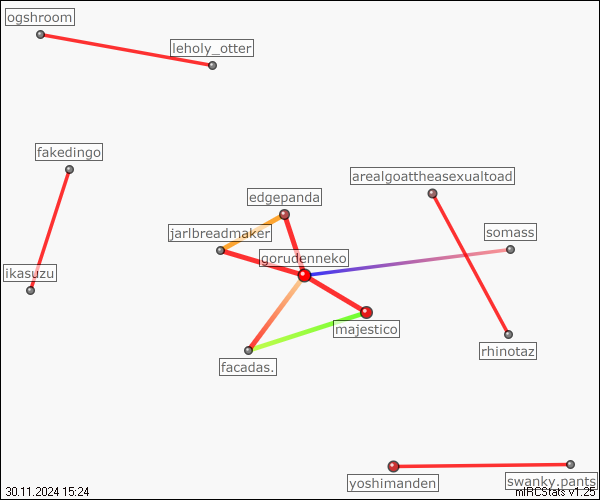 ogshroom
leholy_otter
fakedingo
arealgoattheasexualtoad
edgepanda
jarlbreadmaker
somass
gorudenneko
ikasuzu
majestico
rhinotaz
facadas.
yoshimanden
swanky.pants
30.11.2024 15:24
mIRCStats v1.25